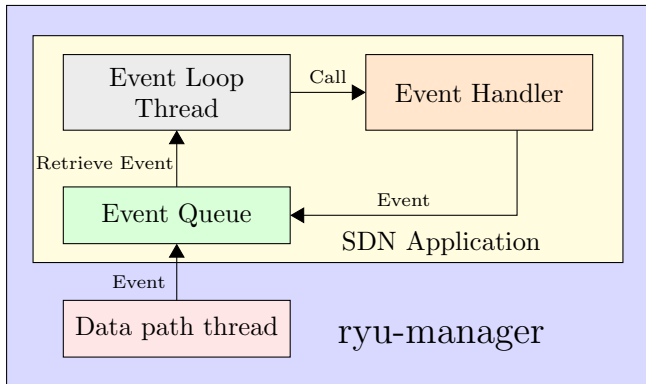 Event Loop
Thread
Call
Event Handler
Retrieve Event
Event Queue
Event
SDN Application
Event
Data path thread
ryu-manager